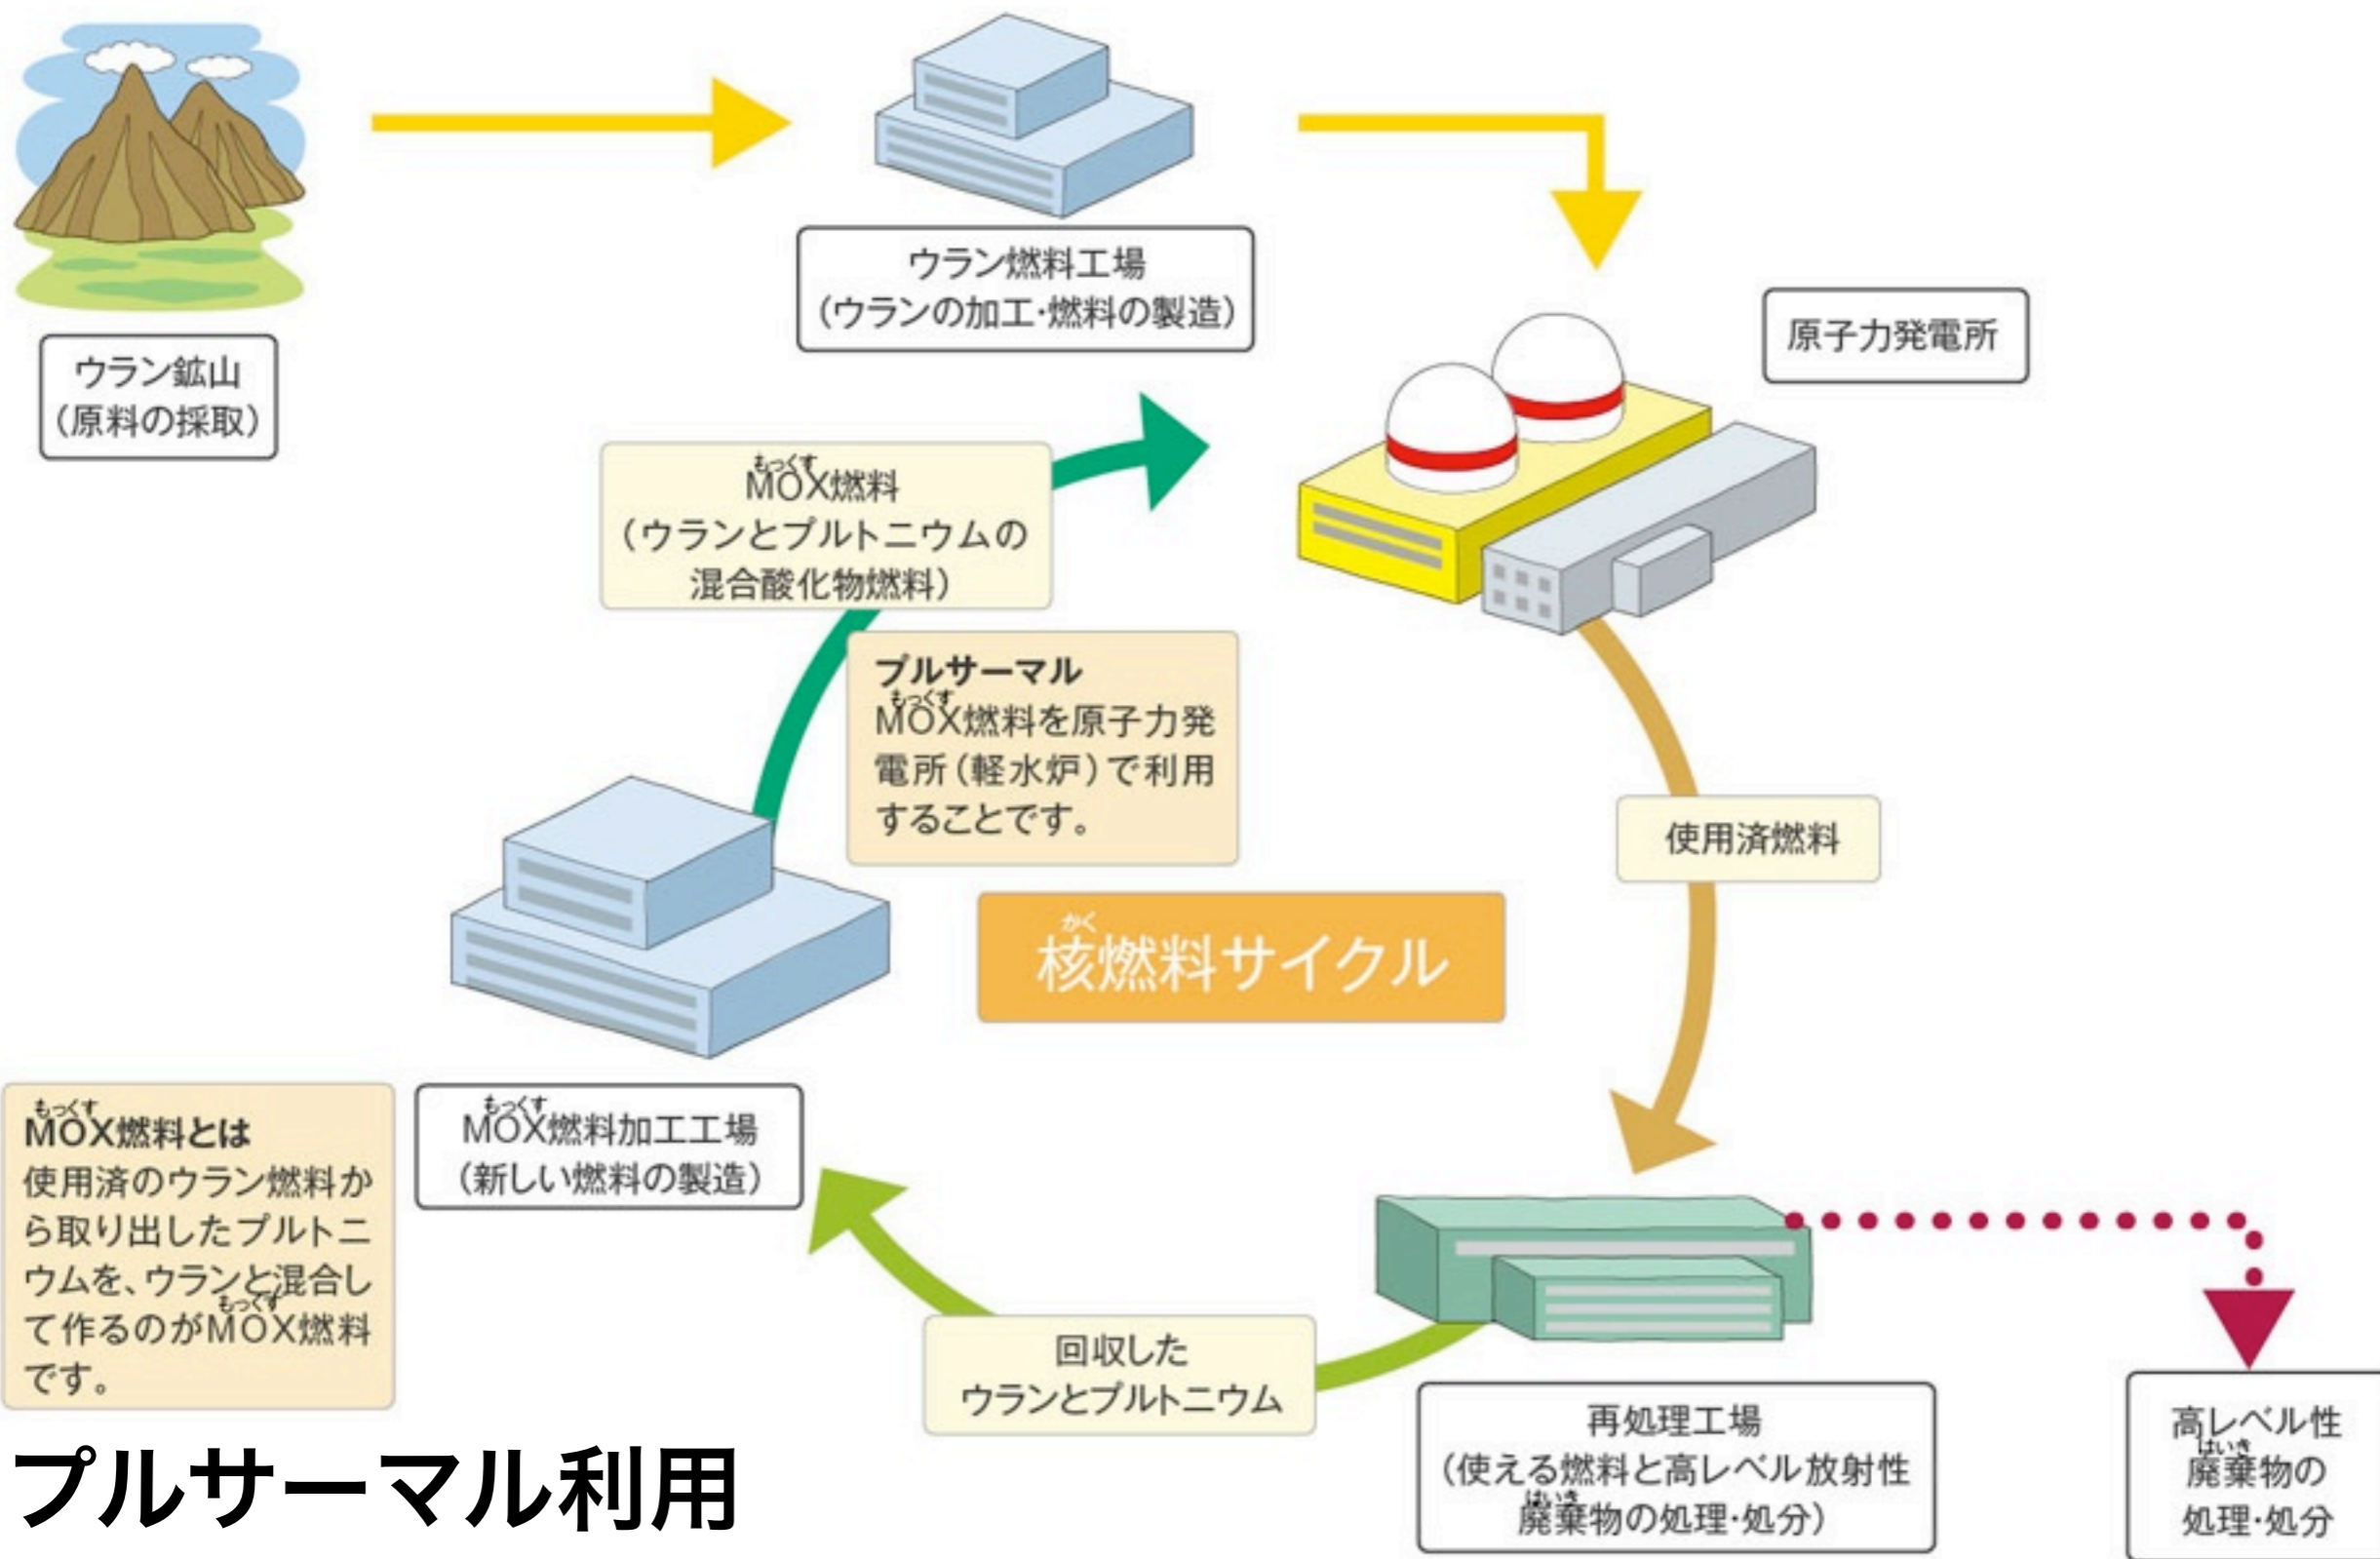 ウラン鉱山
（原料の採取）
ウラン燃料工場
（ウランの加工・燃料の製造）
原子力発電所
もっくす
MOX燃料
（ウランとプルトニウムの
混合酸化物燃料）
プルサーマル
もっくす
MOX燃料を原子力発
電所（軽水炉）で利用
することです。
使用済燃料
かく
核燃料サイクル
もっくす
MOX燃料とは
使用済のウラン燃料か
ら取り出したプルトニ
ウムを、ウランと混合し
もっくす
て作るのがMOX燃料
です。
もっくす
MOX燃料加工工場
（新しい燃料の製造）
回収した
ウランとプルトニウム
再処理工場
（使える燃料と高レベル放射性
はいき
廃棄物の処理・処分）
高レベル性
はいき
廃棄物の
処理・処分
プルサーマル利用